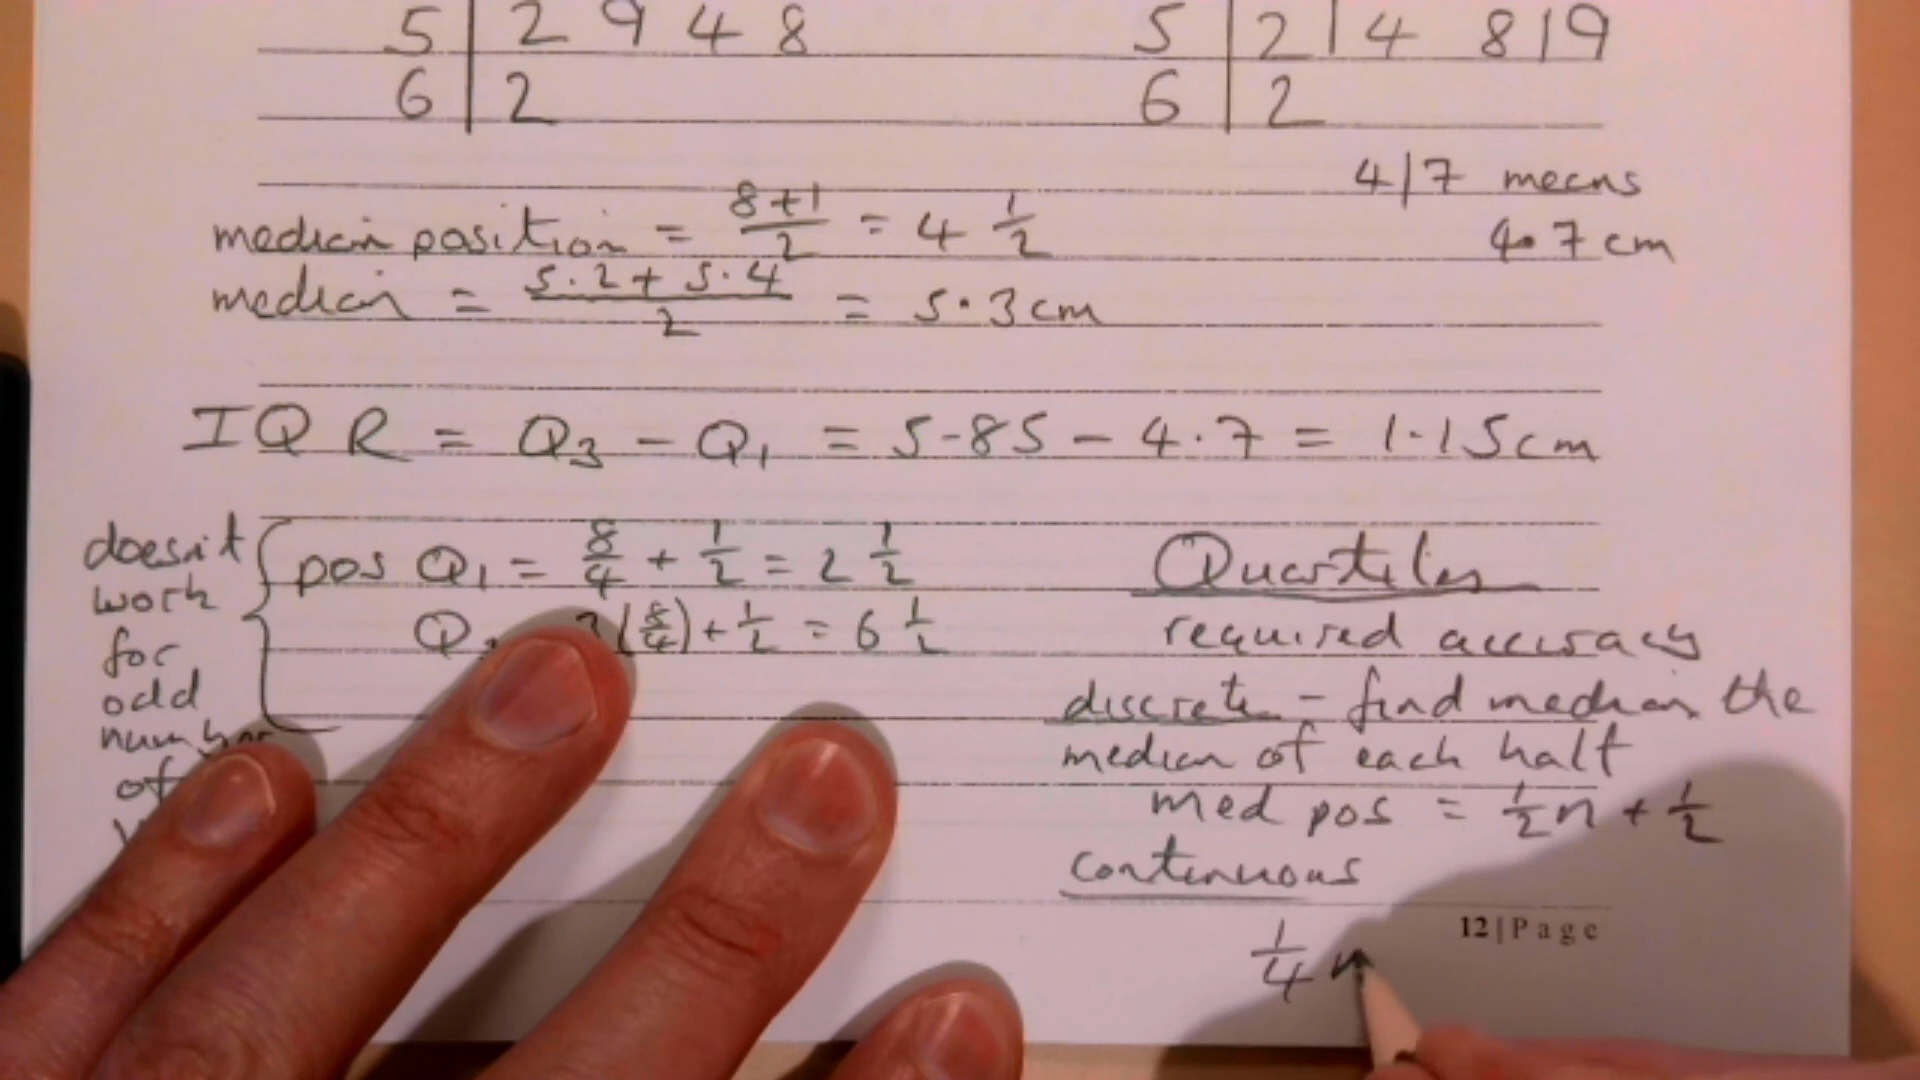 5 | 2 9 4 8
6 | 2
5 | 2 | 4 8 | 9
6 | 2
4|7 means
4.7cm
median position = 8+1/2 = 4 1/2
median = 5.2 + 5.4/2 = 5.3cm
IQR = Q3 - Q1 = 5.85 - 4.7 = 1.15cm
doesn't
work
for
odd
number
of
pos Q1 = 8/4 + 1/2 = 2 1/2
Q 3(8/4) + 1/2 = 6 1/2
Quartiles
required accuracy
discrete - find median the
median of each half
med pos = 1/2n + 1/2
continuous
12|Page
1/4 n